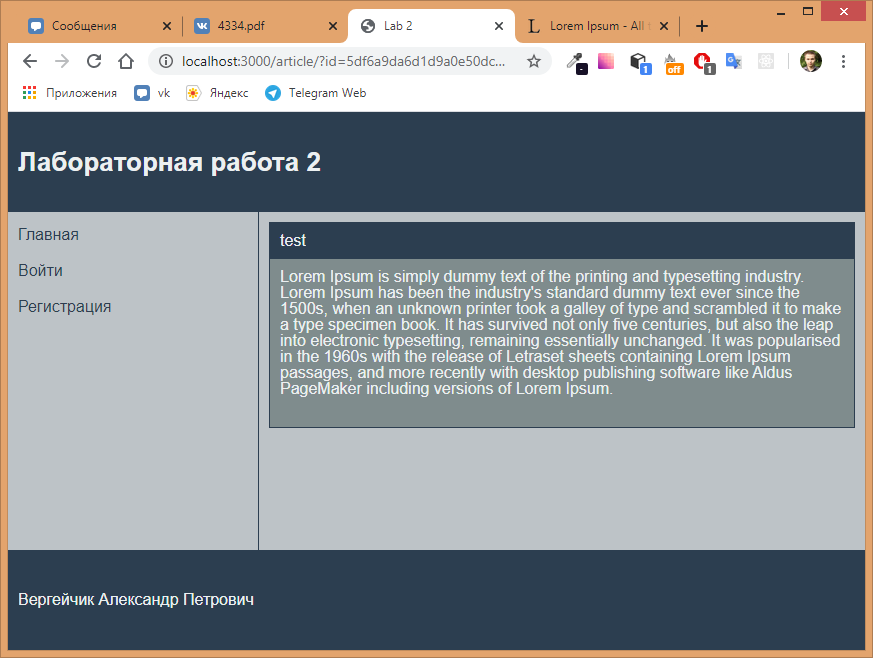 Сообщения
4334.pdf
Lab 2
Lorem Ipsum - All
localhost:3000/article/?id=5df6a9da6d1d9a0e50dc...
-
1
off
1
Приложения
vk
Яндекс
Telegram Web
Лабораторная работа 2
Главная
Войти
Регистрация
test
Lorem Ipsum is simply dummy text of the printing and typesetting industry.
Lorem Ipsum has been the industry's standard dummy text ever since the
1500s, when an unknown printer took a galley of type and scrambled it to make
a type specimen book. It has survived not only five centuries, but also the leap
into electronic typesetting, remaining essentially unchanged. It was popularised
in the 1960s with the release of Letraset sheets containing Lorem Ipsum
passages, and more recently with desktop publishing software like Aldus
PageMaker including versions of Lorem Ipsum.
Вергейчик Александр Петрович